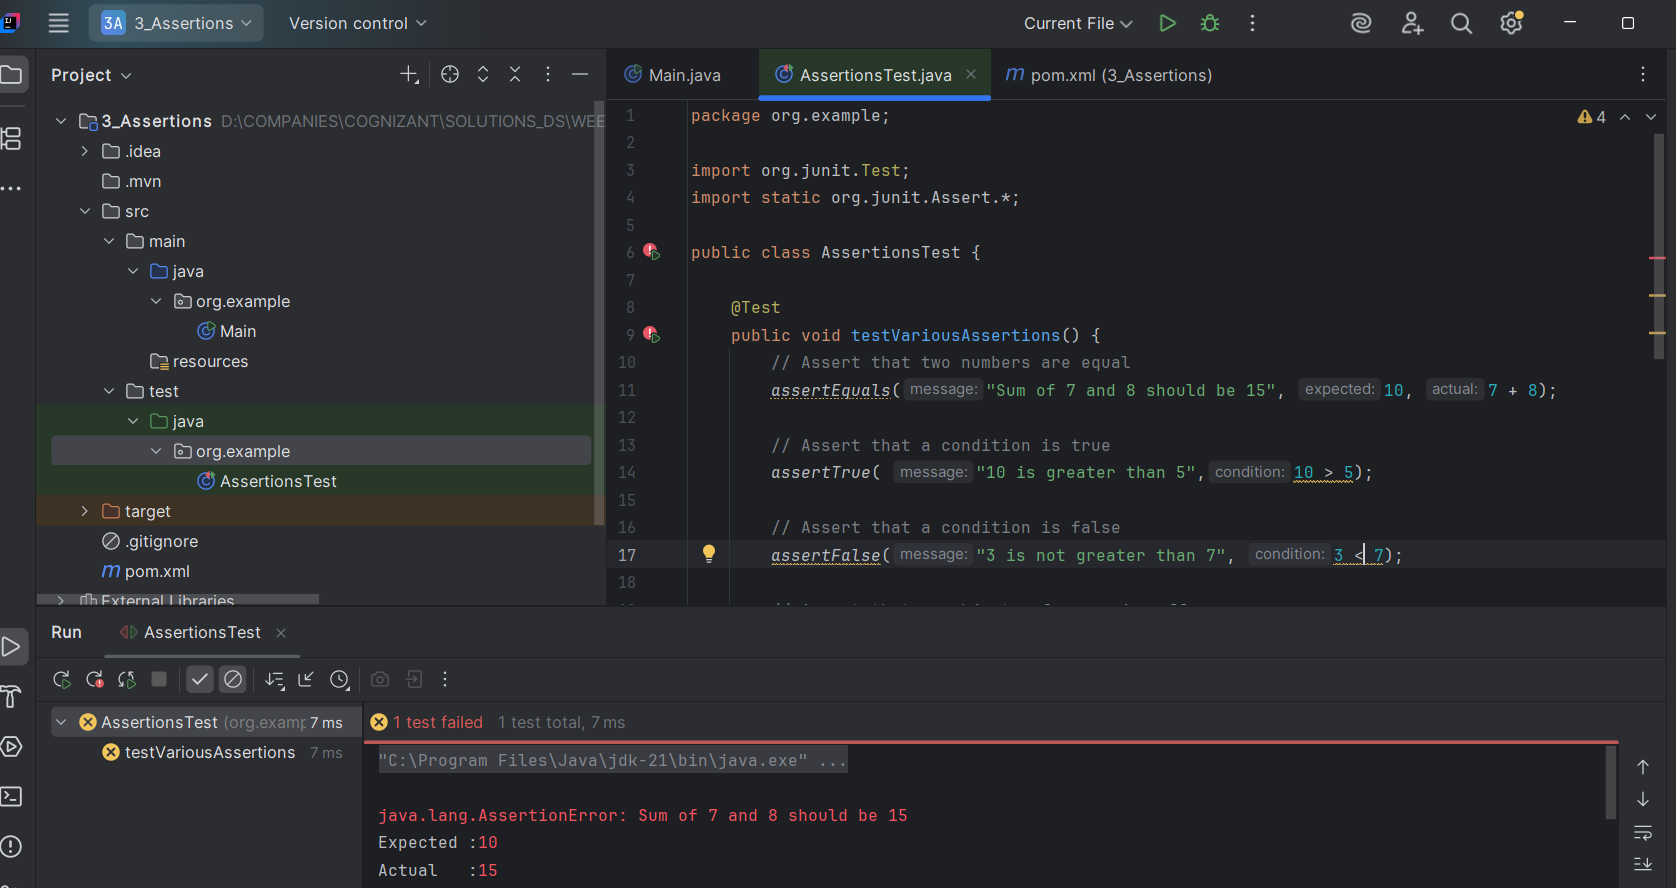 3A 3_Assertions Version control Current File
Project
Main.java AssertionsTest.java pom.xml (3_Assertions)
3_Assertions D:\COMPANIES\COGNIZANT\SOLUTIONS_DS\WEE
.idea
.mvn
src
main
java
org.example
Main
resources
test
java
org.example
AssertionsTest
target
.gitignore
m pom.xml
External Libraries
4
1 package org.example;
2
3 import org.junit.Test;
4 import static org.junit.Assert.*;
5
6 public class AssertionsTest {
7
8 @Test
9 public void testVariousAssertions() {
10 // Assert that two numbers are equal
11 assertEquals( message: "Sum of 7 and 8 should be 15", expected: 10, actual: 7 + 8);
12
13 // Assert that a condition is true
14 assertTrue( message: "10 is greater than 5", condition: 10 > 5);
15
16 // Assert that a condition is false
17 assertFalse( message: "3 is not greater than 7", condition: 3 < 7);
18
Run AssertionsTest
AssertionsTest (org.examp 7 ms
testVariousAssertions 7 ms
1 test failed 1 test total, 7 ms
"C:\Program Files\Java\jdk-21\bin\java.exe" ...
java.lang.AssertionError: Sum of 7 and 8 should be 15
Expected :10
Actual :15